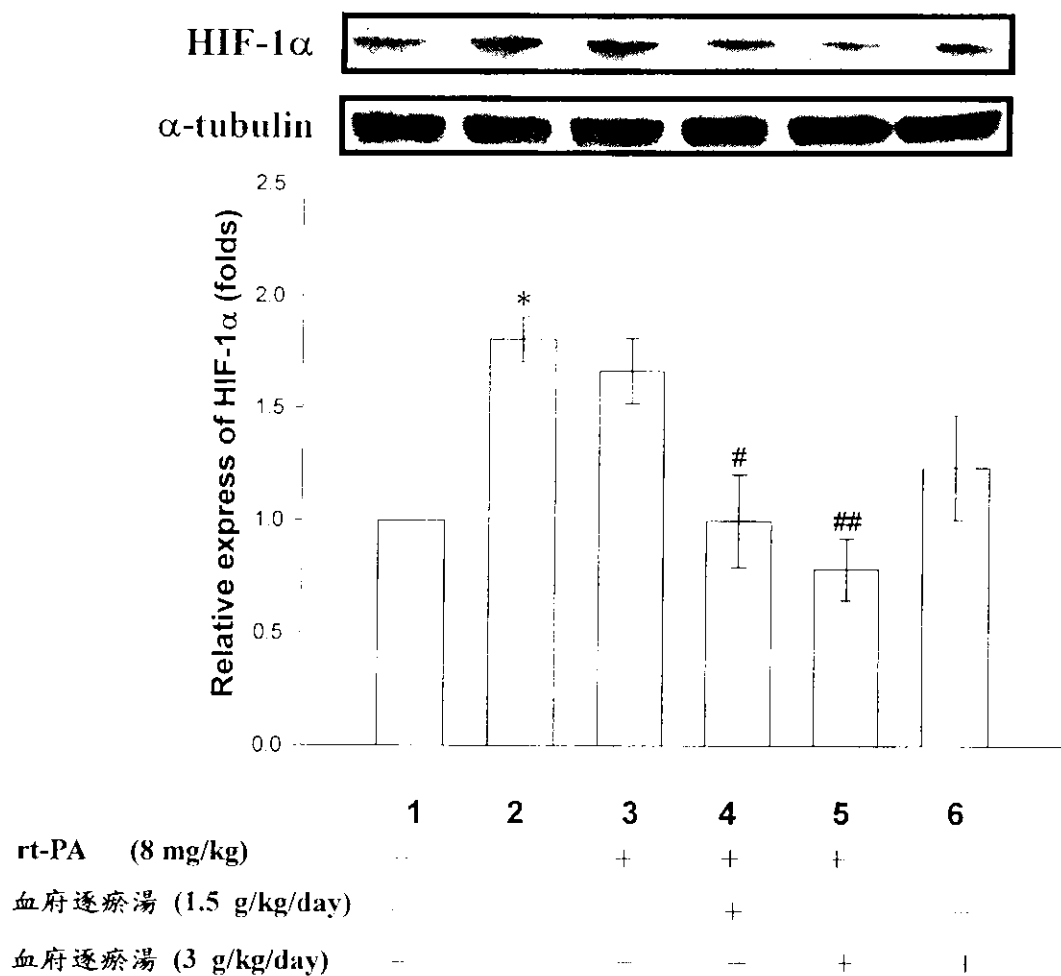 HIF-1α
α-tubulin
2.5
2.0
1.5
1.0
0.5
0.0
Relative express of HIF-1α (folds)
*
#
##
1 2 3 4 5 6
rt-PA (8 mg/kg) - + + +
血府逐瘀湯 (1.5 g/kg/day) - + -
血府逐瘀湯 (3 g/kg/day) - - - + +